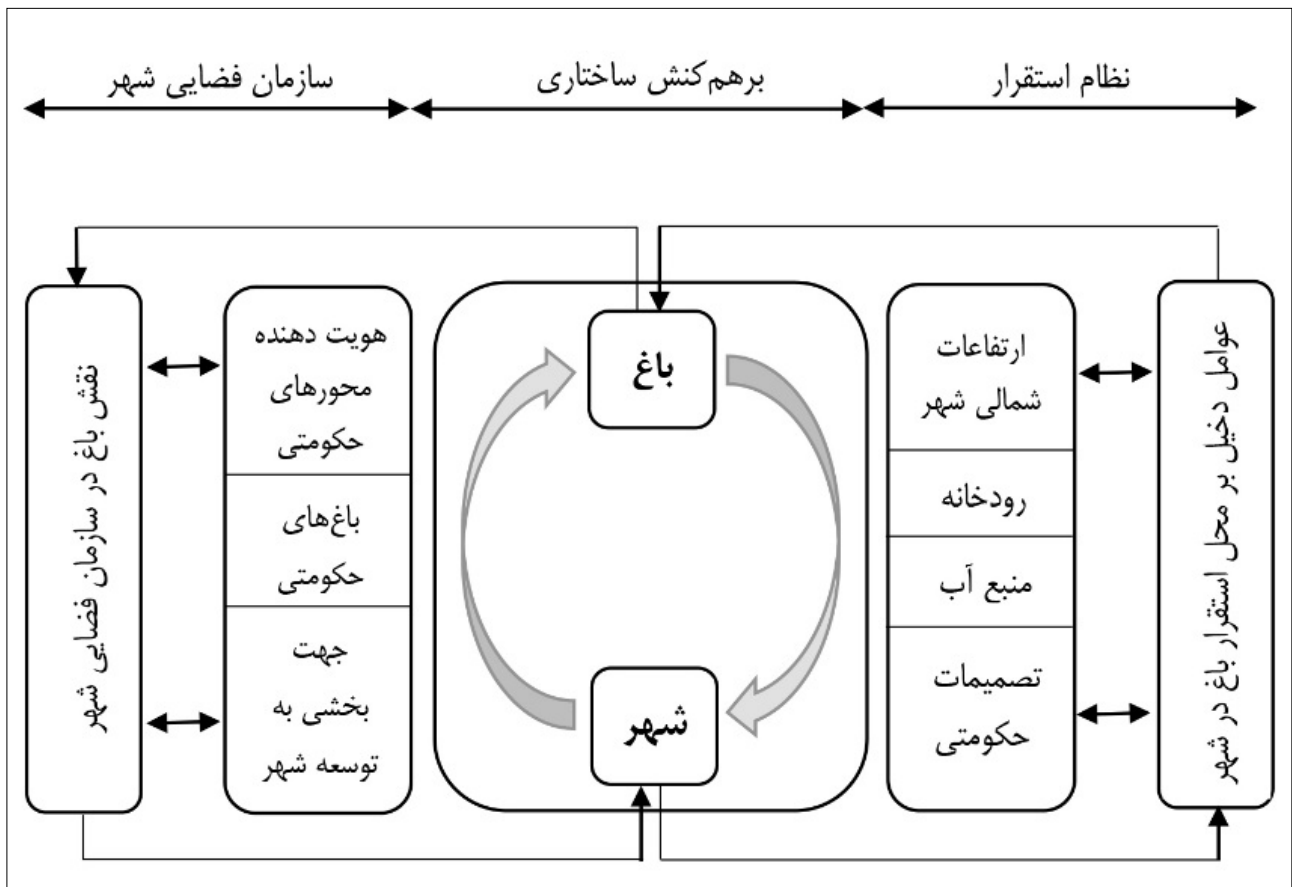 نظام استقرار
برهم‌کنش ساختاری
سازمان فضایی شهر
عوامل دخیل بر محل استقرار باغ در شهر
ارتفاعات
شمالی شهر
رودخانه
منبع آب
تصمیمات
حکومتی
باغ
شهر
هویت دهنده
محورهای
حکومتی
باغ‌های
حکومتی
جهت
بخشی به
توسعه شهر
نقش باغ در سازمان فضایی شهر